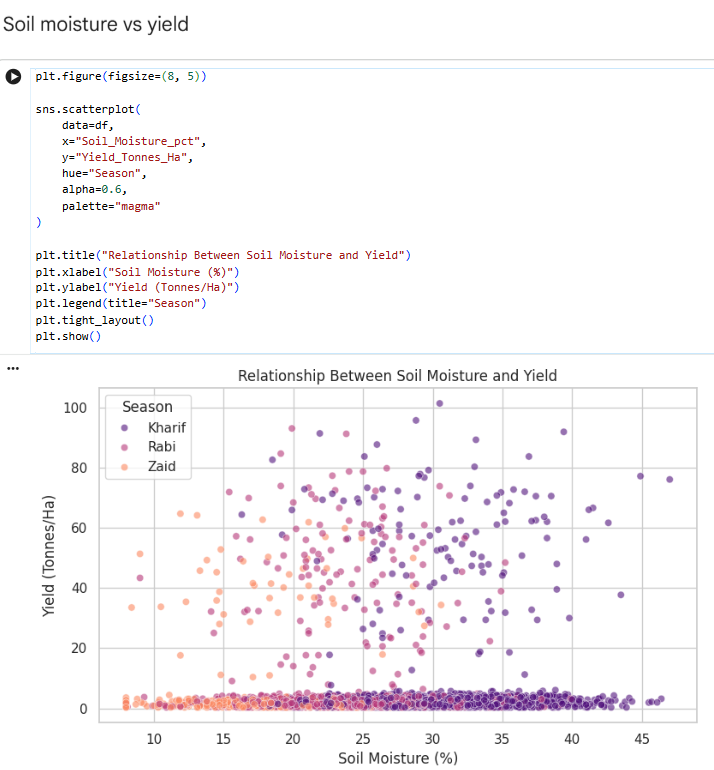 Soil moisture vs yield
plt.figure(figsize=(8, 5))
sns.scatterplot(
data=df,
x="Soil_Moisture_pct",
y="Yield_Tonnes_Ha",
hue="Season",
alpha=0.6,
palette="magma"
)
plt.title("Relationship Between Soil Moisture and Yield")
plt.xlabel("Soil Moisture (%)")
plt.ylabel("Yield (Tonnes/Ha)")
plt.legend(title="Season")
plt.tight_layout()
plt.show()
Relationship Between Soil Moisture and Yield
Season
Kharif
Rabi
Zaid
Yield (Tonnes/Ha)
100
80
60
40
20
0
10 15 20 25 30 35 40 45
Soil Moisture (%)